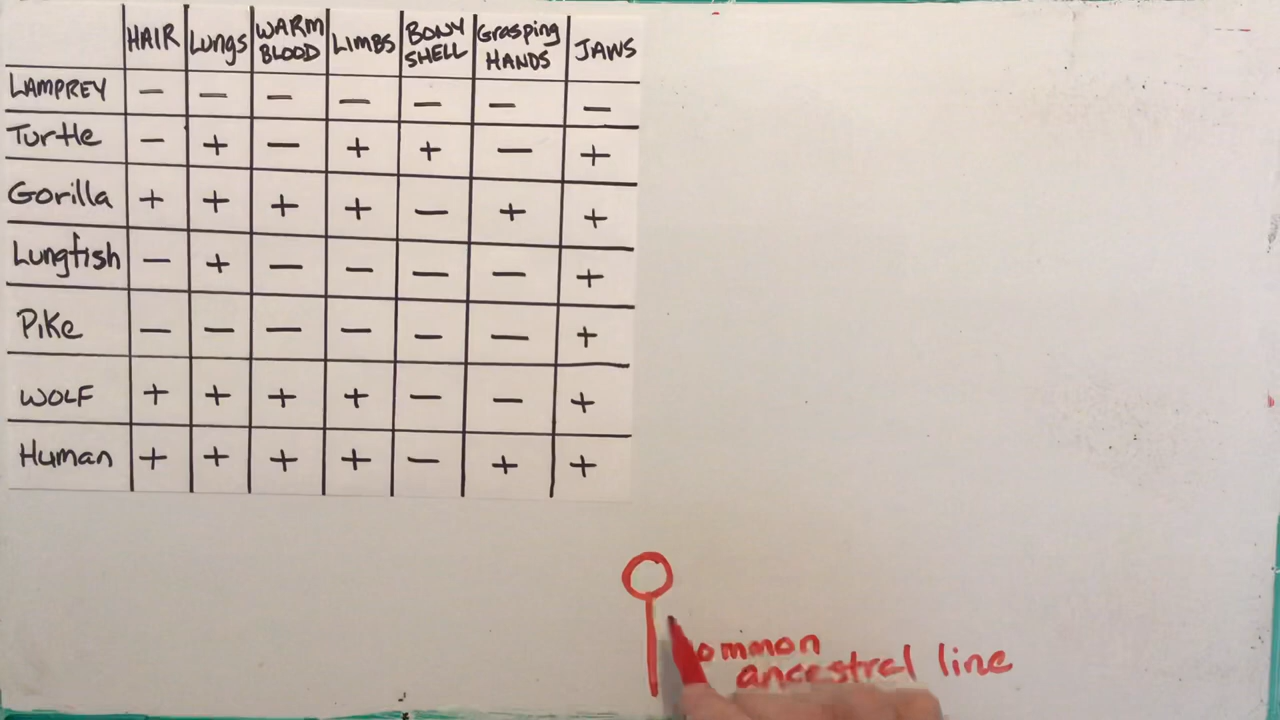 HAIR Lungs WARM BLOOD LIMBS BONY SHELL Grasping HANDS JAWS
LAMPREY − − − − − − −
Turtle − + − + + − +
Gorilla + + + + − + +
Lungfish − + − − − − +
Pike − − − − − − +
WOLF + + + + − − +
Human + + + + − + +
ommon
ancestral line